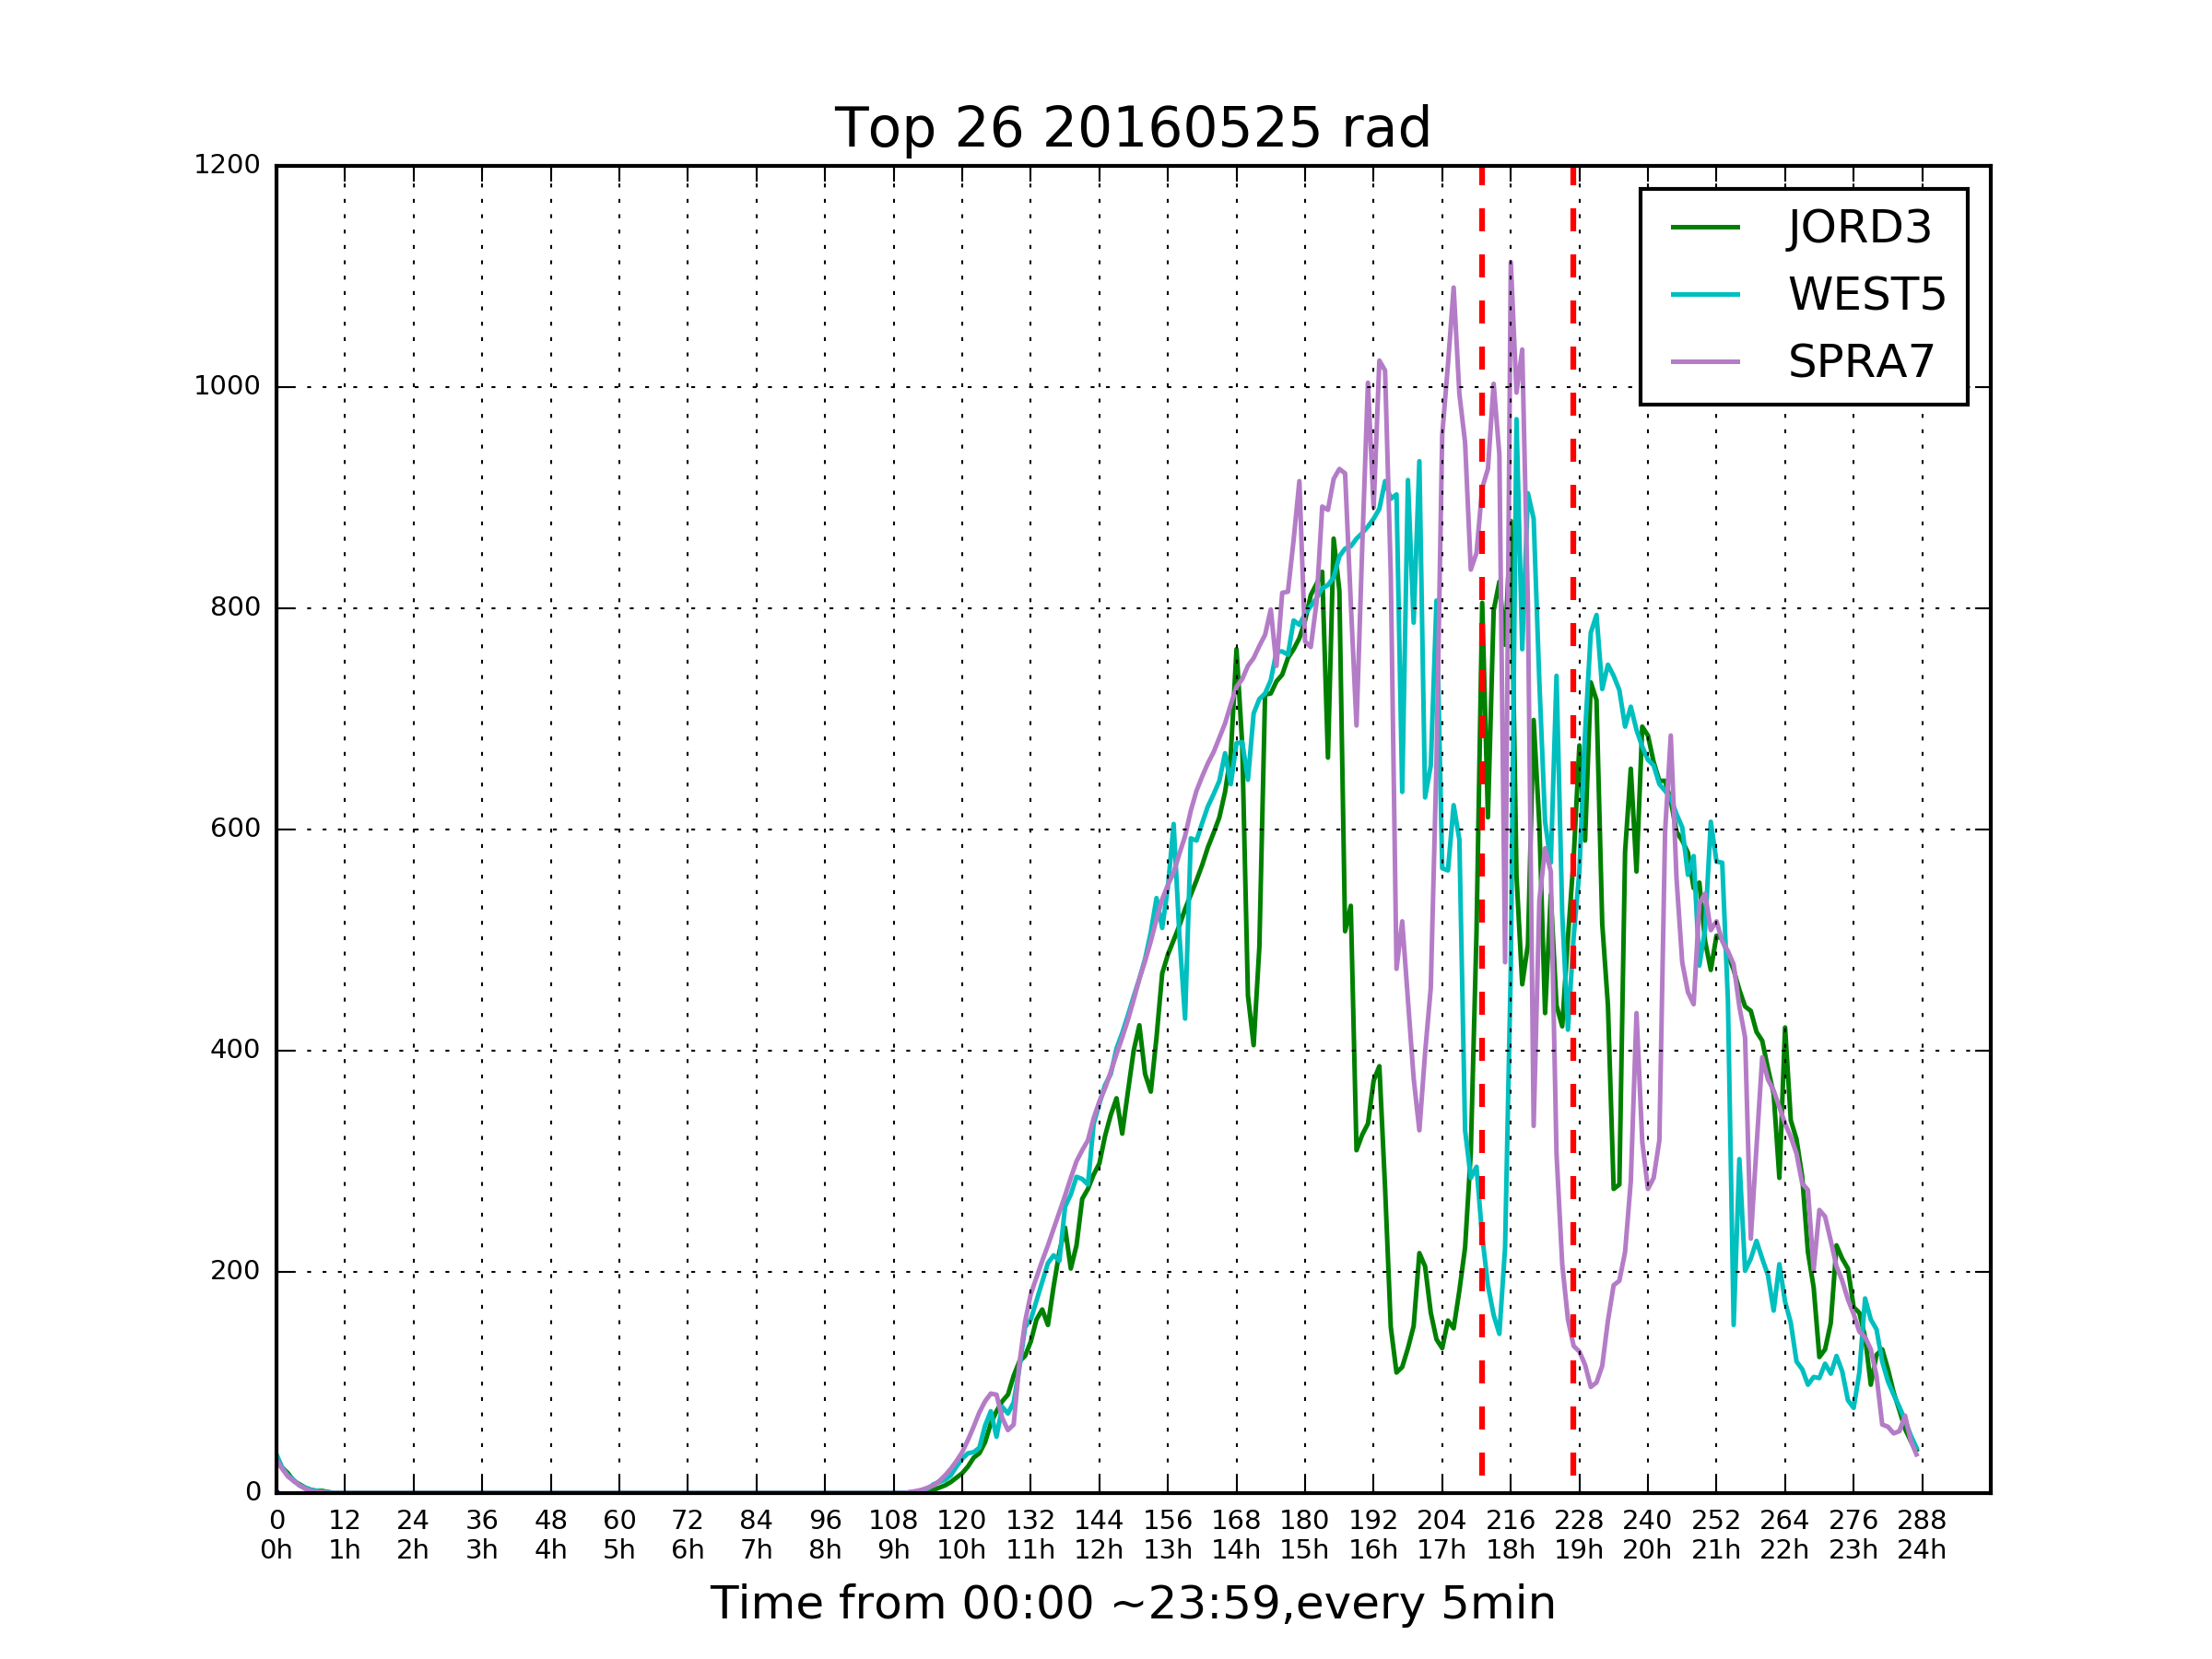 Top 26 20160525 rad
1200
1000
800
600
400
200
0
JORD3
WEST5
SPRA7
0 12 24 36 48 60 72 84 96 108 120 132 144 156 168 180 192 204 216 228 240 252 264 276 288
0h 1h 2h 3h 4h 5h 6h 7h 8h 9h 10h 11h 12h 13h 14h 15h 16h 17h 18h 19h 20h 21h 22h 23h 24h
Time from 00:00 ~23:59,every 5min